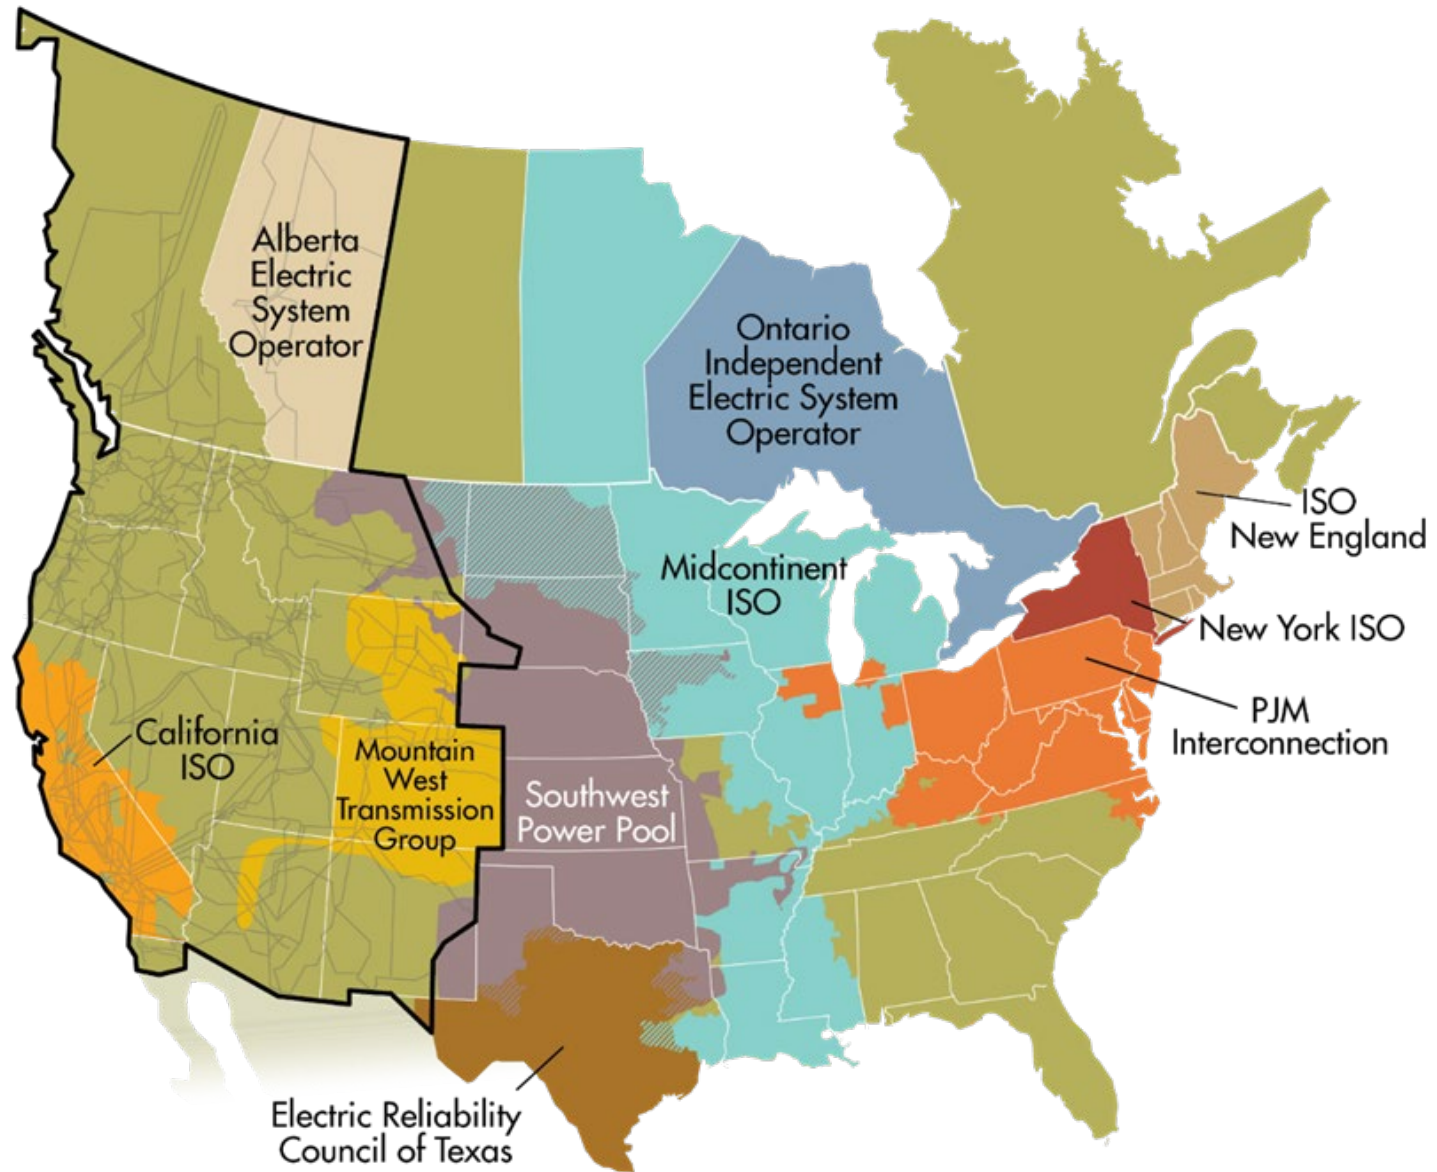 Alberta
Electric
System
Operator
Ontario
Independent
Electric System
Operator
ISO
New England
Midcontinent
ISO
New York ISO
PJM
Interconnection
California
ISO
Mountain
West
Transmission
Group
Southwest
Power Pool
Electric Reliability
Council of Texas